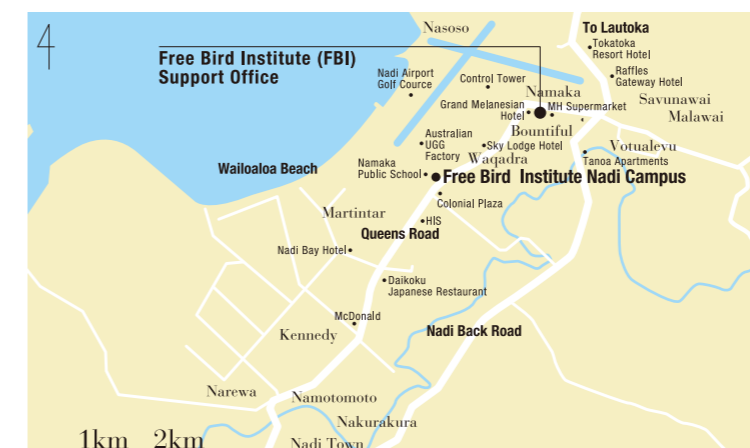 Nasoso
To Lautoka
Free Bird Institute (FBI)
Support Office
Tokatoka
Resort Hotel
Nadi Airport
Golf Cource
Control Tower
Raffles
Gateway Hotel
Namaka
Savunawai
Grand Melanesian
Hotel
MH Supermarket
Malawai
Bountiful
Australian
UGG
Factory
Sky Lodge Hotel
Votualevu
Waqadra
Tanoa Apartments
Wailoaloa Beach
Namaka
Public School
Free Bird Institute Nadi Campus
Colonial Plaza
Martintar
HIS
Queens Road
Nadi Bay Hotel
Daikoku
Japanese Restaurant
McDonald
Kennedy
Nadi Back Road
Narewa
Namotomoto
Nakurakura
1km 2km
Nadi Town